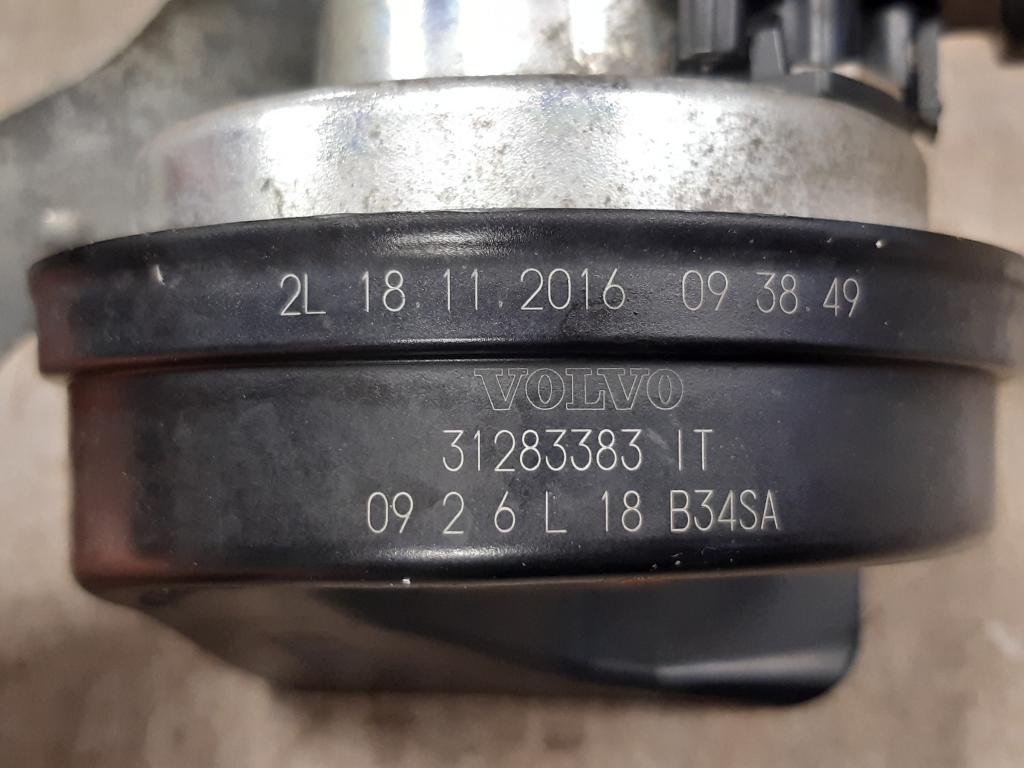 2L 18.11.2016 09 38.49
VOLVO
31283383 IT
09 2 6 L 18 B34SA